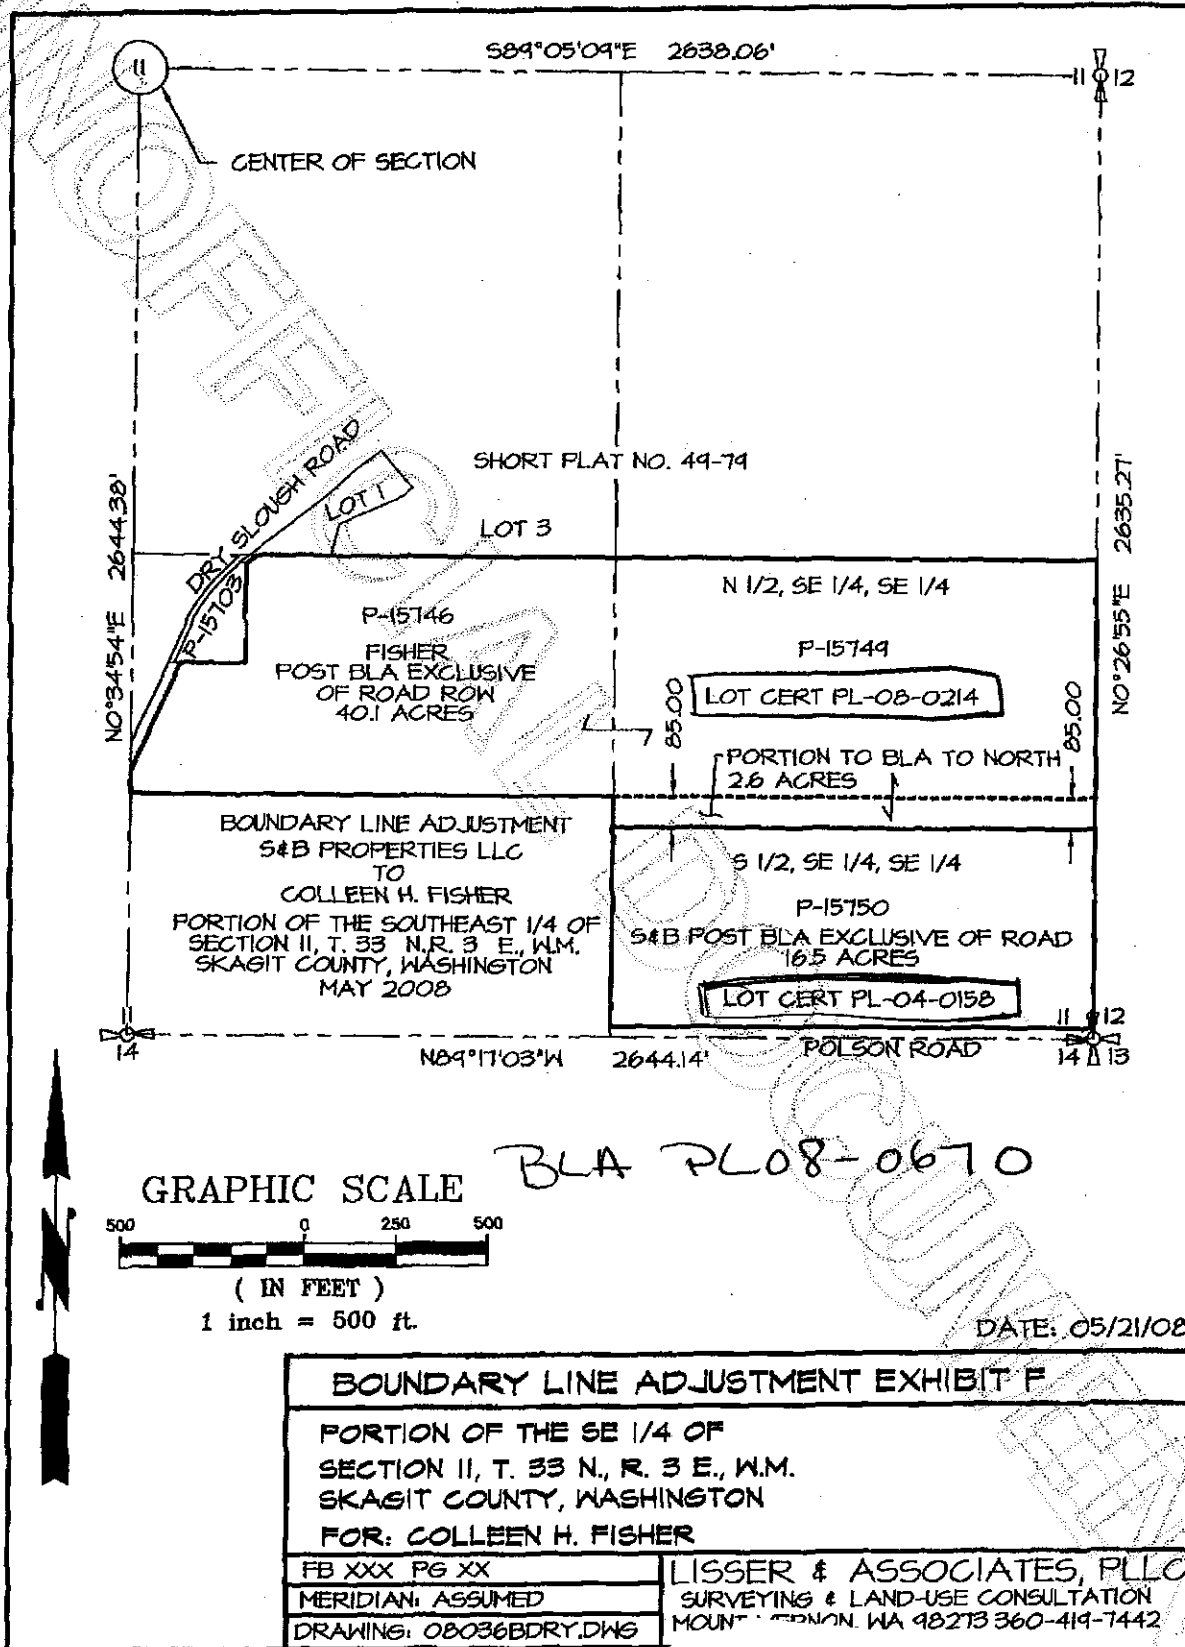 S89°05'09"E 2638.06'
11
11 12
CENTER OF SECTION
SHORT PLAT NO. 49-79
DRY SLOUGH ROAD
LOT 1
LOT 3
N0°34'54"E 2644.38'
N0°26'55"E 2635.27'
P-15703
N 1/2, SE 1/4, SE 1/4
P-15746
FISHER
POST BLA EXCLUSIVE
OF ROAD ROW
40.1 ACRES
P-15749
LOT CERT PL-08-0214
85.00
85.00
PORTION TO BLA TO NORTH
2.6 ACRES
BOUNDARY LINE ADJUSTMENT
S&B PROPERTIES LLC
TO
COLLEEN H. FISHER
PORTION OF THE SOUTHEAST 1/4 OF
SECTION 11, T. 33 N.R. 3 E., W.M.
SKAGIT COUNTY, WASHINGTON
MAY 2008
S 1/2, SE 1/4, SE 1/4
P-15750
S&B POST BLA EXCLUSIVE OF ROAD
16.5 ACRES
LOT CERT PL-04-0158
11
14
11 12
14 13
N89°17'03"W 2644.14'
POLSON ROAD
BLA PL08-0670
N
GRAPHIC SCALE
500 0 250 500
( IN FEET )
1 inch = 500 ft.
DATE: 05/21/08
BOUNDARY LINE ADJUSTMENT EXHIBIT F
PORTION OF THE SE 1/4 OF
SECTION 11, T. 33 N., R. 3 E., W.M.
SKAGIT COUNTY, WASHINGTON
FOR: COLLEEN H. FISHER
FB XXX PG XX
MERIDIAN: ASSUMED
DRAWING: 08036BDRY.DWG
LISSER & ASSOCIATES, PLLC
SURVEYING & LAND-USE CONSULTATION
MOUNT WA 98273 360-419-7442
UNOFFICIAL DOCUMENT